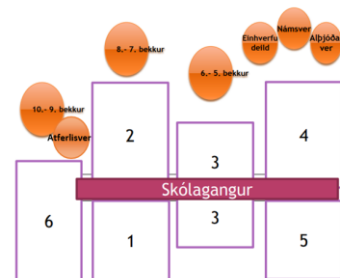 8.- 7. bekkur
Einhverfu
deild
Námsver
Alþjóða
ver
6.- 5. bekkur
10.- 9. bekkur
Atferlisver
2
4
3
Skólagangur
6
1
3
5